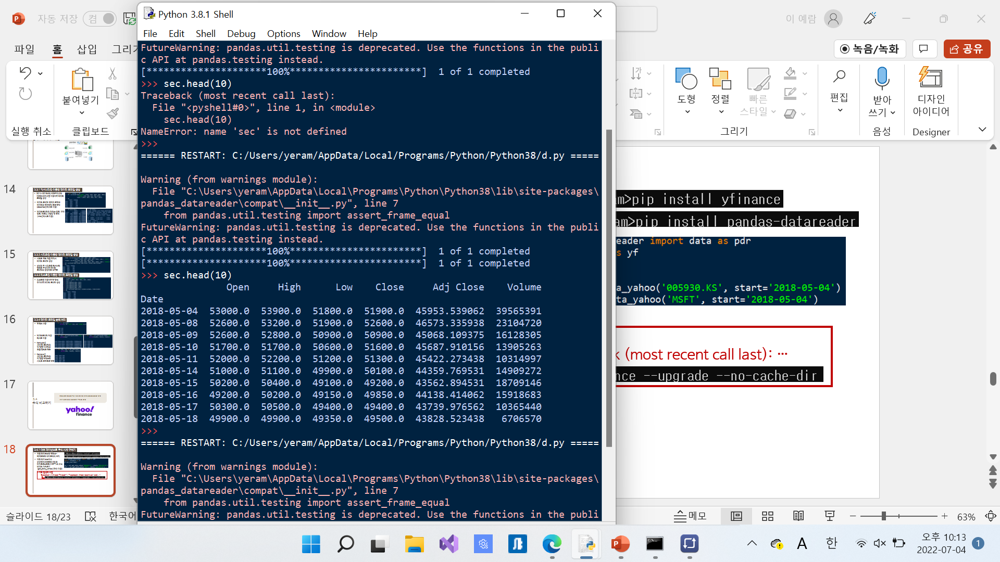 자동 저장
켬
이 예람
파일
홈
삽입
녹음/녹화
공유
실행 취소
붙여넣기
클립보드
도형
정렬
빠른
스타일
그리기
편집
받아
쓰기
음성
디자인
아이디어
Designer
Python 3.8.1 Shell
File Edit Shell Debug Options Window Help
FutureWarning: pandas.util.testing is deprecated. Use the functions in the publi
c API at pandas.testing instead.
[*********************100%***********************]  1 of 1 completed
>>> sec.head(10)
Traceback (most recent call last):
  File "<pyshell#0>", line 1, in <module>
    sec.head(10)
NameError: name 'sec' is not defined
>>>
====== RESTART: C:/Users/yeram/AppData/Local/Programs/Python/Python38/d.py =====
Warning (from warnings module):
  File "C:\Users\yeram\AppData\Local\Programs\Python\Python38\lib\site-packages\
pandas_datareader\compat\__init__.py", line 7
    from pandas.util.testing import assert_frame_equal
FutureWarning: pandas.util.testing is deprecated. Use the functions in the publi
c API at pandas.testing instead.
[*********************100%***********************]  1 of 1 completed
[*********************100%***********************]  1 of 1 completed
>>> sec.head(10)
Open High Low Close Adj Close Volume
Date
2018-05-04  53000.0  53900.0  51800.0  51900.0  45953.539062  39565391
2018-05-08  52600.0  53200.0  51900.0  52600.0  46573.335938  23104720
2018-05-09  52600.0  52800.0  50900.0  50900.0  45068.109375  16128305
2018-05-10  51700.0  51700.0  50600.0  51600.0  45687.910156  13905263
2018-05-11  52000.0  52200.0  51200.0  51300.0  45422.273438  10314997
2018-05-14  51000.0  51100.0  49900.0  50100.0  44359.769531  14909272
2018-05-15  50200.0  50400.0  49100.0  49200.0  43562.894531  18709146
2018-05-16  49200.0  50200.0  49150.0  49850.0  44138.414062  15918683
2018-05-17  50300.0  50500.0  49400.0  49400.0  43739.976562  10365440
2018-05-18  49900.0  49900.0  49350.0  49500.0  43828.523438  6706570
>>>
====== RESTART: C:/Users/yeram/AppData/Local/Programs/Python/Python38/d.py =====
Warning (from warnings module):
  File "C:\Users\yeram\AppData\Local\Programs\Python\Python38\lib\site-packages\
pandas_datareader\compat\__init__.py", line 7
    from pandas.util.testing import assert_frame_equal
FutureWarning: pandas.util.testing is deprecated. Use the functions in the publi
m>pip install yfinance
am>pip install pandas-datareader
eader import data as pdr
s yf
a_yahoo('005930.KS', start='2018-05-04')
ta_yahoo('MSFT', start='2018-05-04')
k (most recent call last): …
nce --upgrade --no-cache-dir
14
15
16
17
yahoo!
finance
18
슬라이드 18/23
한국어
메모
63%
A
한
오후 10:13
2022-07-04
1